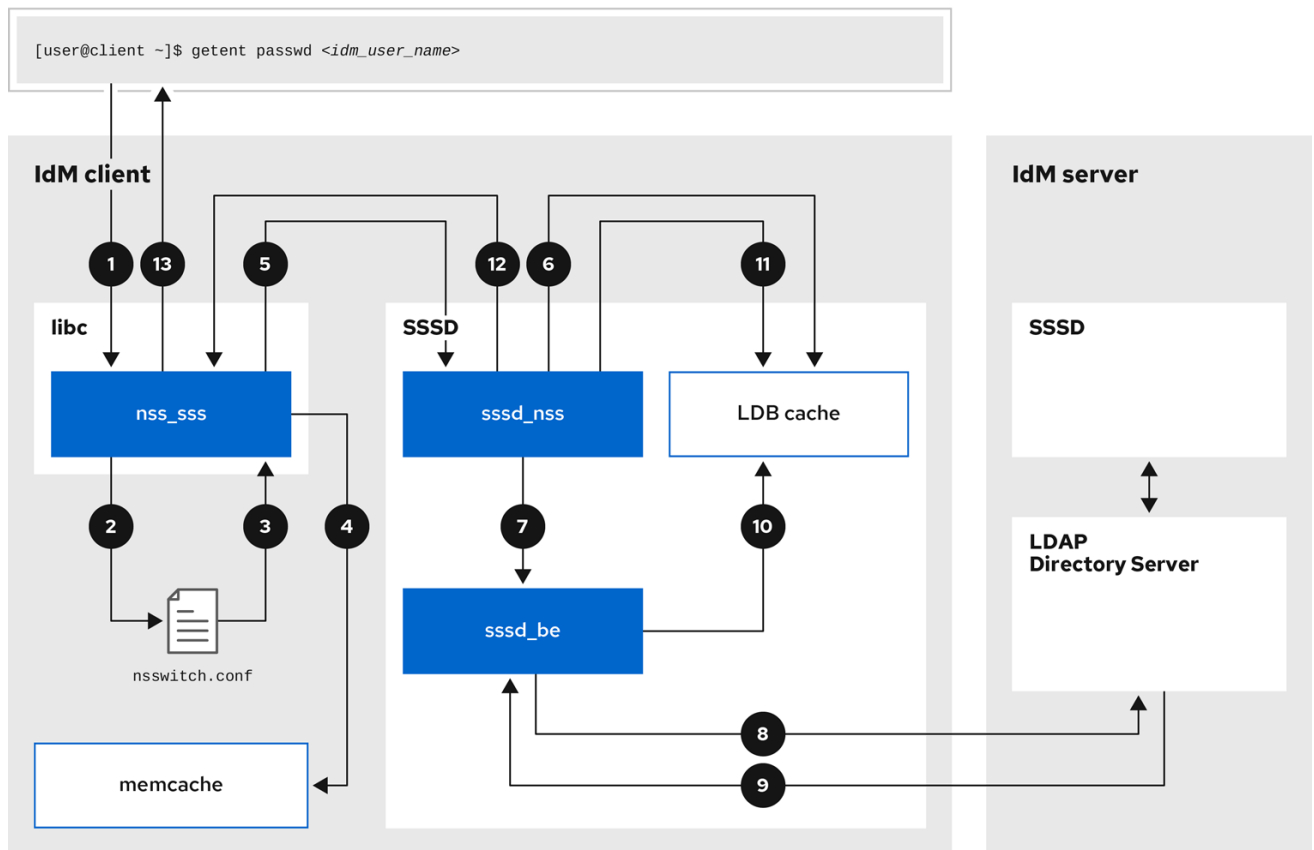 [user@client ~]$ getent passwd <idm_user_name>
IdM client
IdM server
1
13
5
12
6
11
libc
SSSD
SSSD
nss_sss
sssd_nss
LDB cache
2
3
4
7
10
LDAP
Directory Server
sssd_be
nsswitch.conf
8
memcache
9